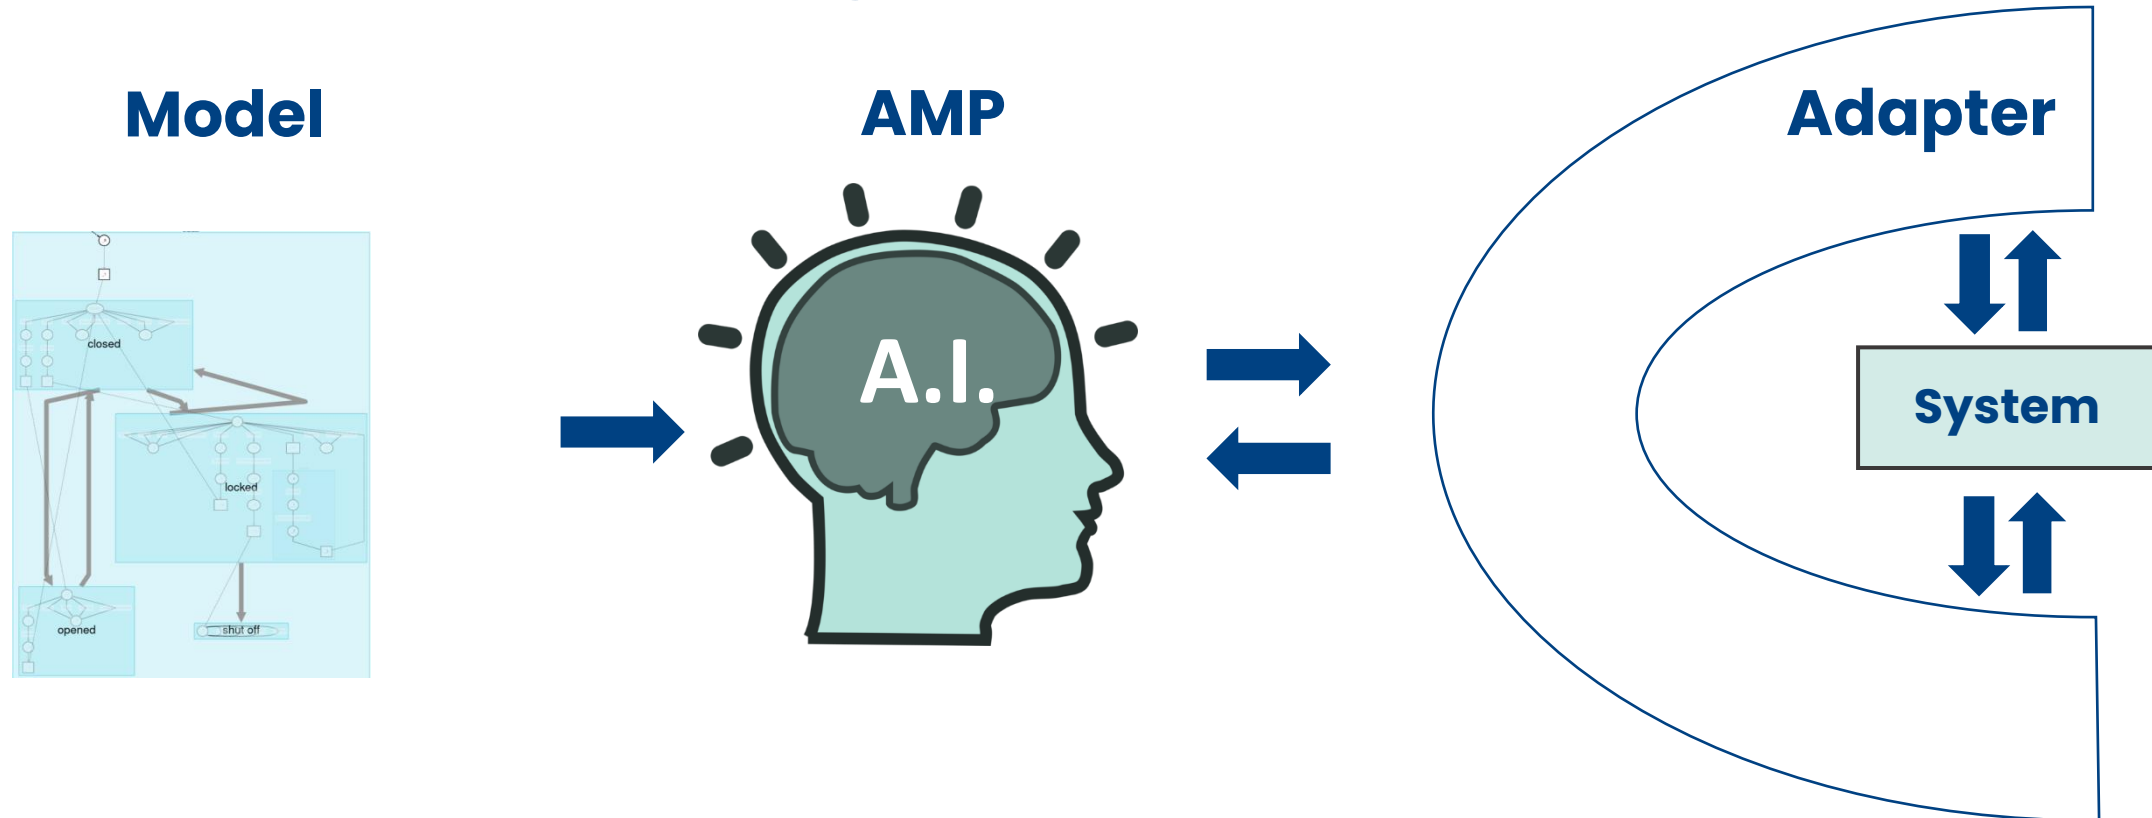 Model
AMP
Adapter
closed
A.I.
System
locked
opened
shut off